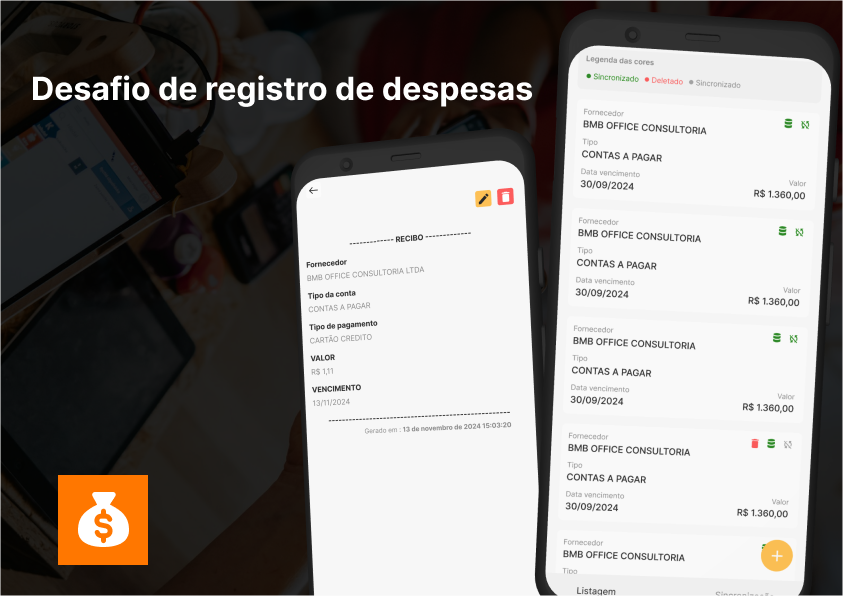 Desafio de registro de despesas
------------- RECIBO -------------
Fornecedor
BMB OFFICE CONSULTORIA LTDA
Tipo da conta
CONTAS A PAGAR
Tipo de pagamento
CARTÃO CREDITO
VALOR
R$ 1,11
VENCIMENTO
13/11/2024
Gerado em : 13 de novembro de 2024 15:03:20
Legenda das cores
Sincronizado Deletado Sincronizado
Fornecedor
BMB OFFICE CONSULTORIA
Tipo
CONTAS A PAGAR
Data vencimento Valor
30/09/2024 R$ 1.360,00
Fornecedor
BMB OFFICE CONSULTORIA
Tipo
CONTAS A PAGAR
Data vencimento Valor
30/09/2024 R$ 1.360,00
Fornecedor
BMB OFFICE CONSULTORIA
Tipo
CONTAS A PAGAR
Data vencimento Valor
30/09/2024 R$ 1.360,00
Fornecedor
BMB OFFICE CONSULTORIA
Tipo
CONTAS A PAGAR
Data vencimento Valor
30/09/2024 R$ 1.360,00
Fornecedor
BMB OFFICE CONSULTORIA
Tipo
Listagem Sincronização